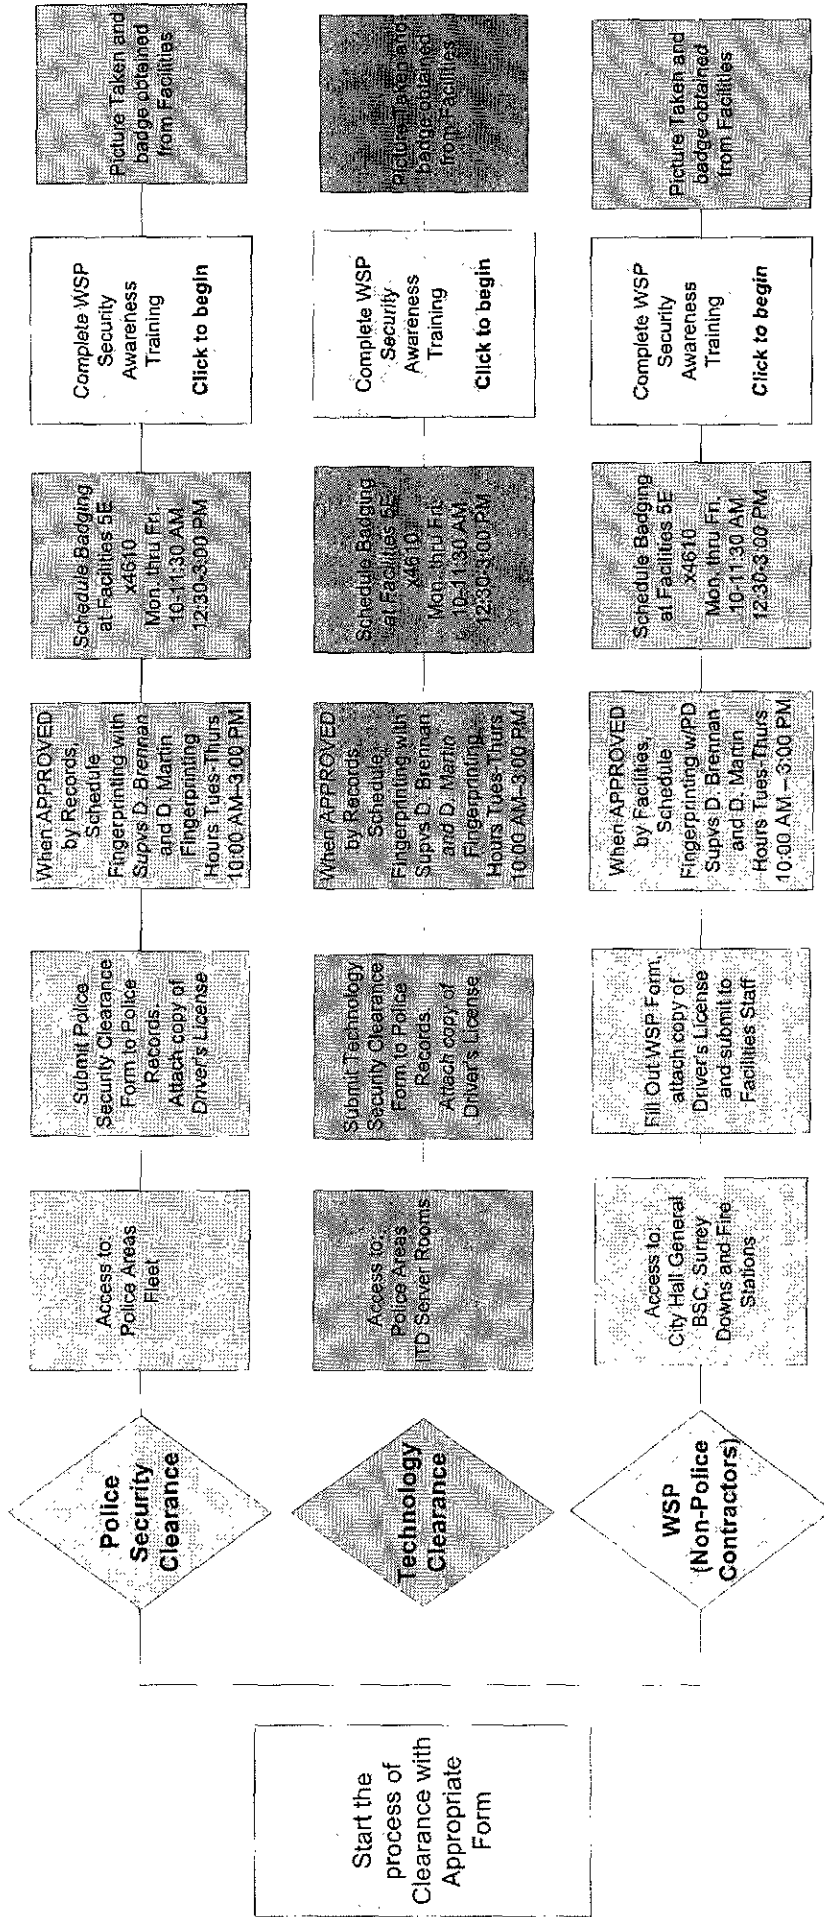 Start the
process of
Clearance with
Appropriate
Form
Police
Security
Clearance
Access to:
Police Areas
Fleet
Submit Police
Security Clearance
Form to Police
Records.
Attach copy of
Driver's License
When APPROVED
by Records,
Schedule
Fingerprinting with
Supvs D. Brennan
and D. Martin
Fingerprinting
Hours Tues-Thurs
10:00 AM–3:00 PM
Schedule Badging
at Facilities 5E
x4610
Mon. thru Fri.
10-11:30 AM
12:30-3:00 PM
Complete WSP
Security
Awareness
Training
Click to begin
Picture Taken and
badge obtained
from Facilities
Technology
Clearance
Access to:
Police Areas
ITD Server Rooms
Submit Technology
Security Clearance
Form to Police
Records.
Attach copy of
Driver's License
When APPROVED
by Records,
Schedule
Fingerprinting with
Supvs D. Brennan
and D. Martin
Fingerprinting
Hours Tues-Thurs
10:00 AM–3:00 PM
Schedule Badging
at Facilities 5E
x4610
Mon. thru Fri.
10-11:30 AM
12:30-3:00 PM
Complete WSP
Security
Awareness
Training
Click to begin
Picture Taken and
badge obtained
from Facilities
WSP
(Non-Police
Contractors)
Access to:
City Hall General
BSC, Surrey
Downs and Fire
Stations
Fill Out WSP Form,
attach copy of
Driver's License
and submit to
Facilities Staff
When APPROVED
by Facilities,
Schedule
Fingerprinting w/PD
Supvs D. Brennan
and D. Martin
Hours Tues-Thurs
10:00 AM – 3:00 PM
Schedule Badging
at Facilities 5E
x4610
Mon. thru Fri.
10-11:30 AM
12:30-3:00 PM
Complete WSP
Security
Awareness
Training
Click to begin
Picture Taken and
badge obtained
from Facilities